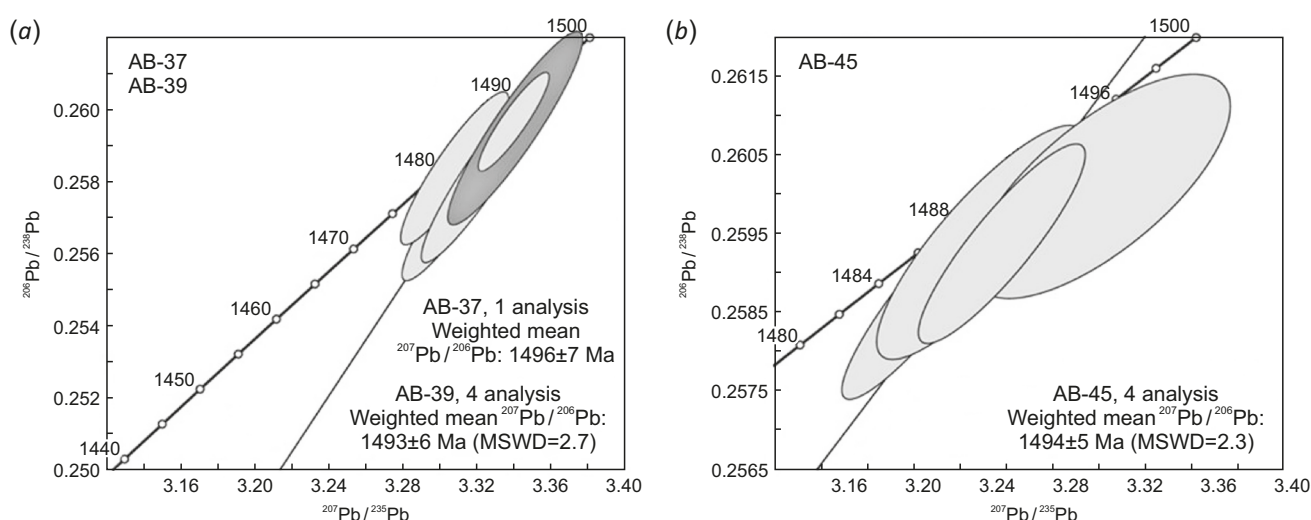 (a)
AB-37
AB-39
1500
1490
1480
1470
1460
1450
1440
0.260
0.258
0.256
0.254
0.252
0.250
²⁰⁶Pb/²³⁸Pb
AB-37, 1 analysis
Weighted mean
²⁰⁷Pb/²⁰⁶Pb: 1496±7 Ma
AB-39, 4 analysis
Weighted mean ²⁰⁷Pb/²⁰⁶Pb:
1493±6 Ma (MSWD=2.7)
3.16 3.20 3.24 3.28 3.32 3.36 3.40
²⁰⁷Pb/²³⁵Pb
(b)
AB-45
1500
1496
1488
1484
1480
0.2615
0.2605
0.2595
0.2585
0.2575
0.2565
²⁰⁶Pb/²³⁸Pb
AB-45, 4 analysis
Weighted mean ²⁰⁷Pb/²⁰⁶Pb:
1494±5 Ma (MSWD=2.3)
3.16 3.20 3.24 3.28 3.32 3.36 3.40
²⁰⁷Pb/²³⁵Pb